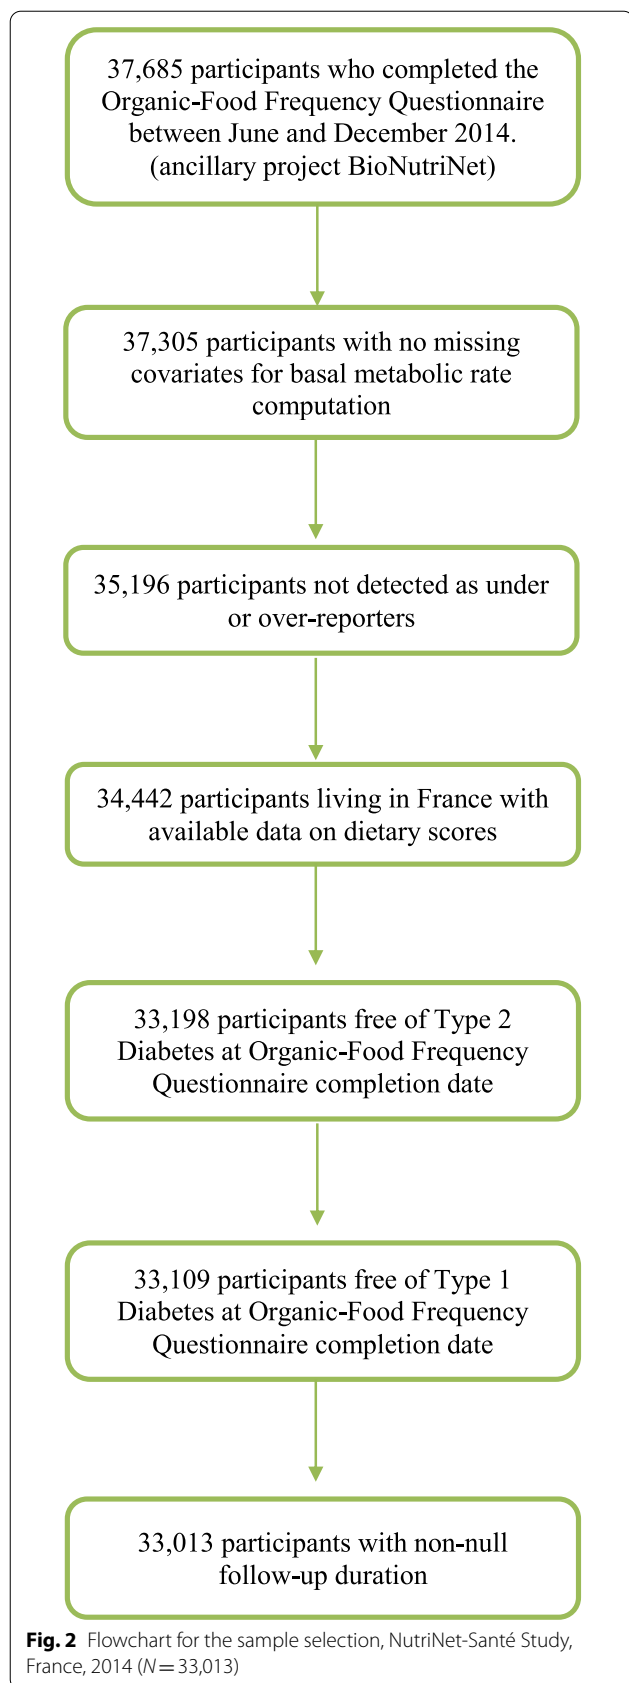 37,685 participants who completed the
Organic-Food Frequency Questionnaire
between June and December 2014.
(ancillary project BioNutriNet)
37,305 participants with no missing
covariates for basal metabolic rate
computation
35,196 participants not detected as under
or over-reporters
34,442 participants living in France with
available data on dietary scores
33,198 participants free of Type 2
Diabetes at Organic-Food Frequency
Questionnaire completion date
33,109 participants free of Type 1
Diabetes at Organic-Food Frequency
Questionnaire completion date
33,013 participants with non-null
follow-up duration
Fig. 2 Flowchart for the sample selection, NutriNet-Santé Study,
France, 2014 (N = 33,013)